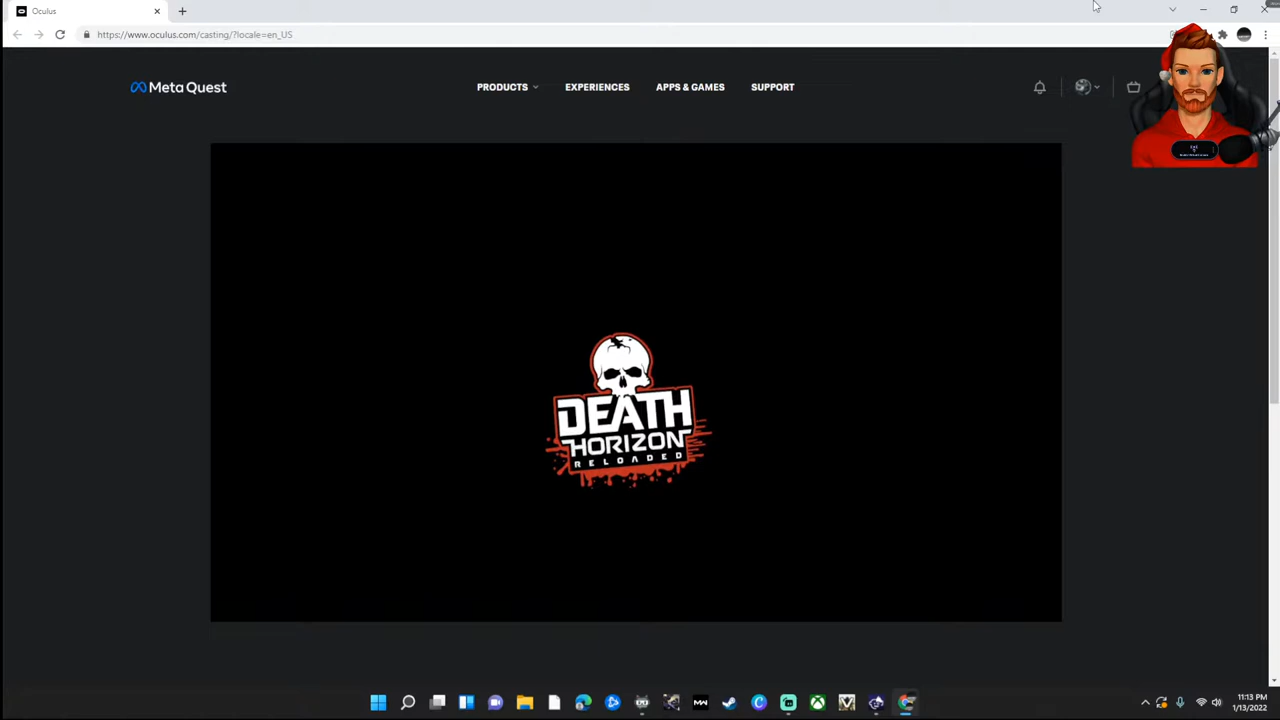 Oculus
https://www.oculus.com/casting/?locale=en_US
Meta Quest
PRODUCTS
EXPERIENCES
APPS & GAMES
SUPPORT
DEATH
HORIZON
RELOADED
MW
11:13 PM
1/13/2022